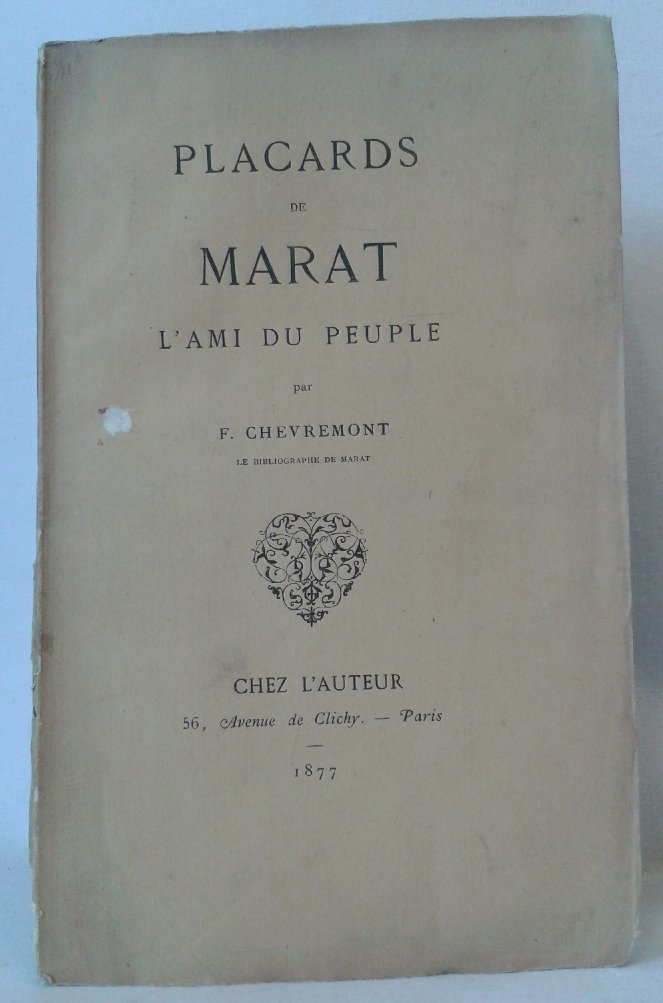 PLACARDS
DE
MARAT
L'AMI DU PEUPLE
par
F. CHEVREMONT
LE BIBLIOGRAPHE DE MARAT
CHEZ L'AUTEUR
56, Avenue de Clichy. — Paris
1877